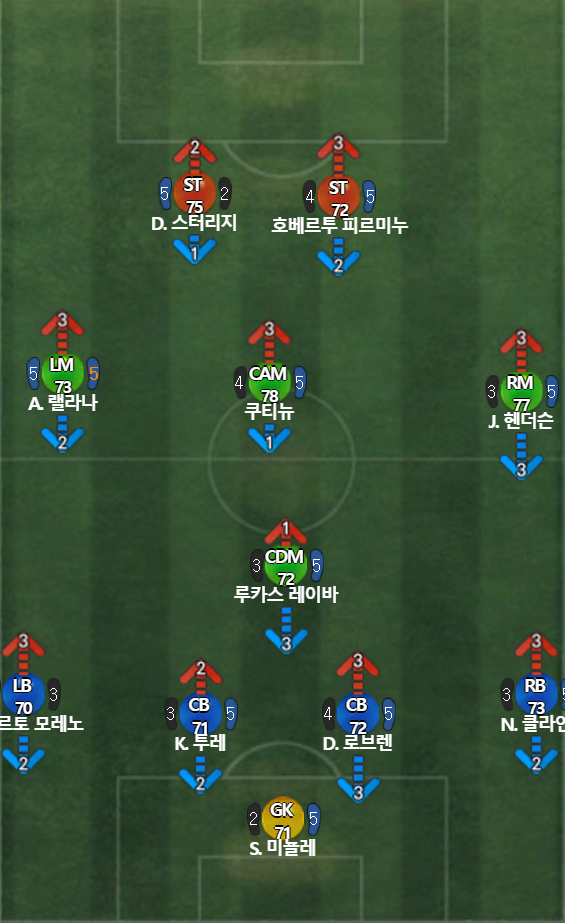 2 3
5 ST 75 2 4 ST 72 5
D. 스터리지 호베르투 피르미누
1 2
3 3 3
5 LM 73 5 4 CAM 78 5 3 RM 77 5
A. 랠라나 쿠티뉴 J. 헨더슨
2 1 3
1
3 CDM 72 5
루카스 레이바
3
3 2 3 3
LB 70 3 3 CB 71 5 4 CB 72 5 3 RB 73
르토 모레노 K. 투레 D. 로브렌 N. 클라인
2 2 3 2
2 GK 71 5
S. 미뇰레